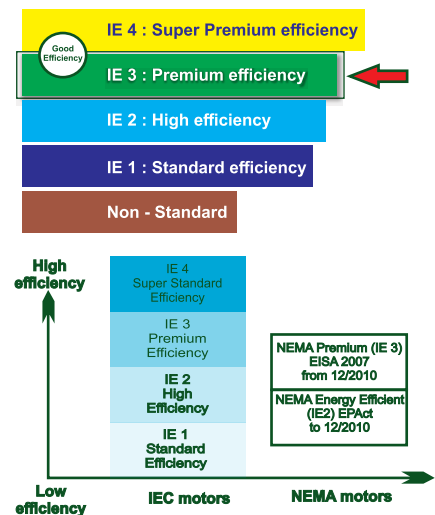 IE 4 : Super Premium efficiency
Good
Efficiency
IE 3 : Premium efficiency
IE 2 : High efficiency
IE 1 : Standard efficiency
Non - Standard
High
efficiency
IE 4
Super Standard
Efficiency
IE 3
Premium
Efficiency
IE 2
High
Efficiency
IE 1
Standard
Efficiency
NEMA Premium (IE 3)
EISA 2007
from 12/2010
NEMA Energy Efficient
(IE2) EPAct
to 12/2010
Low
efficiency
IEC motors
NEMA motors